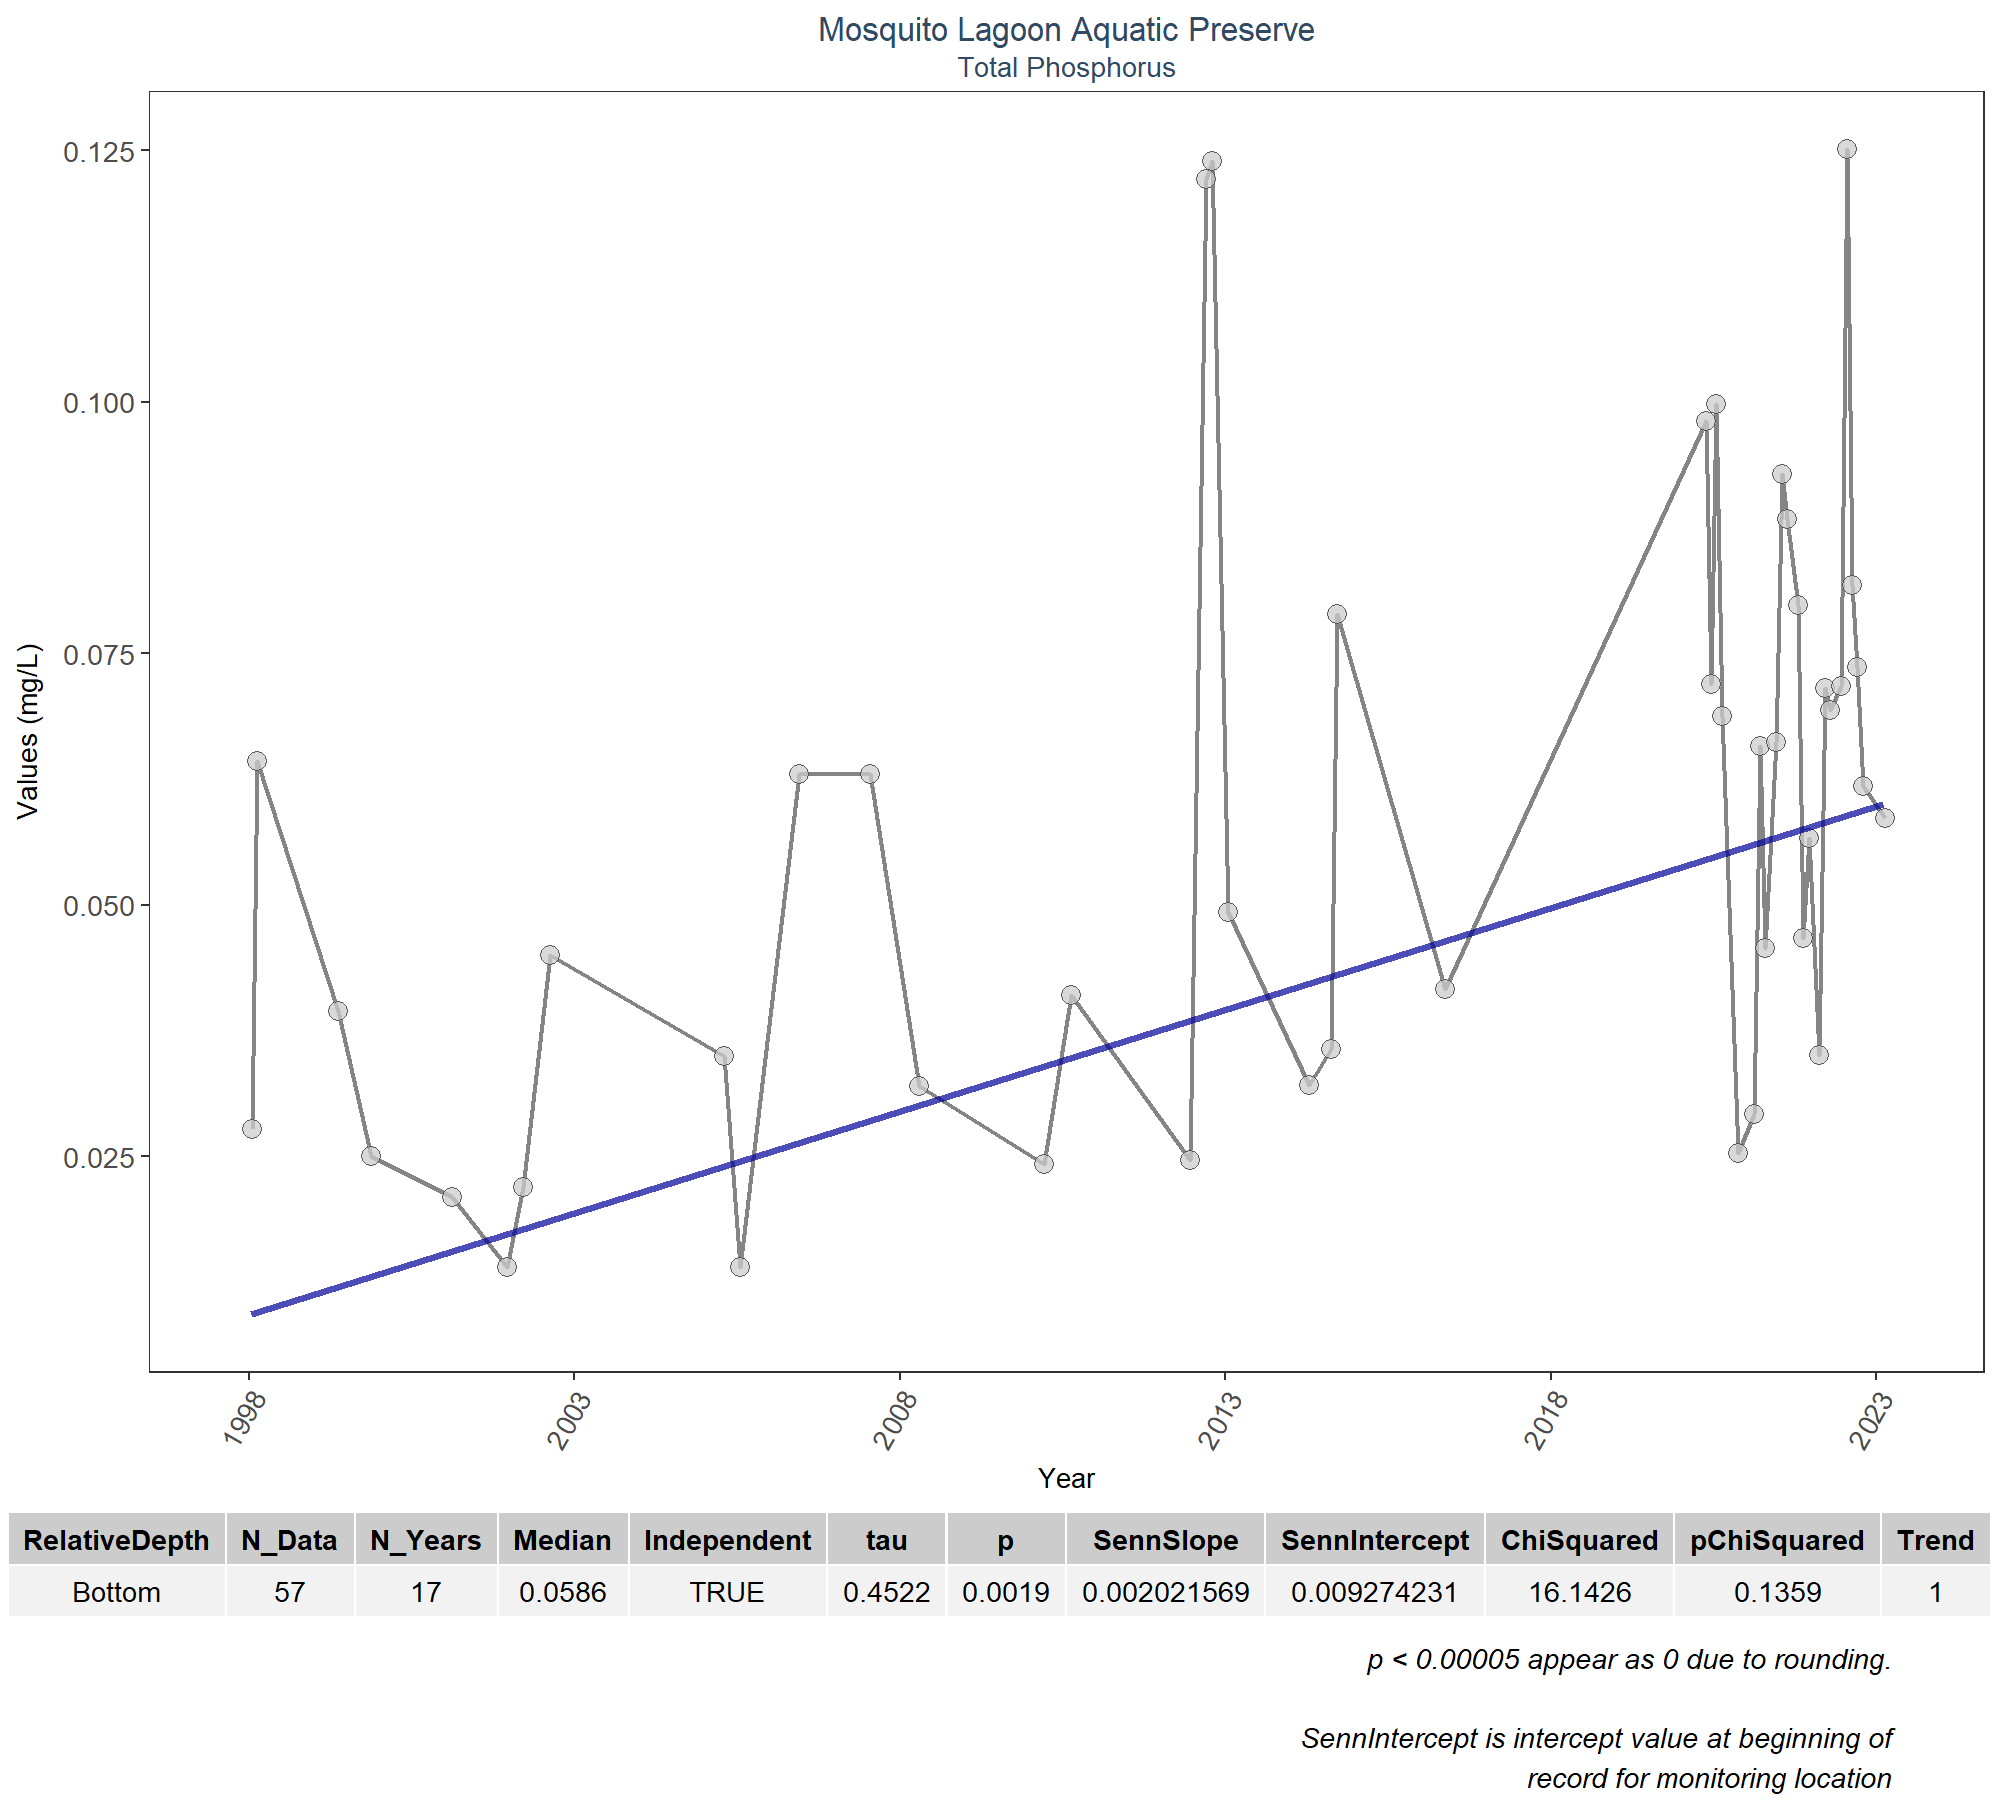 Mosquito Lagoon Aquatic Preserve
Total Phosphorus
0.125
0.100
0.075
0.050
0.025
Values (mg/L)
1998 2003 2008 2013 2018 2023
Year
RelativeDepth N_Data N_Years Median Independent tau p SennSlope SennIntercept ChiSquared pChiSquared Trend
Bottom 57 17 0.0586 TRUE 0.4522 0.0019 0.002021569 0.009274231 16.1426 0.1359 1
p < 0.00005 appear as 0 due to rounding.
SennIntercept is intercept value at beginning of
record for monitoring location